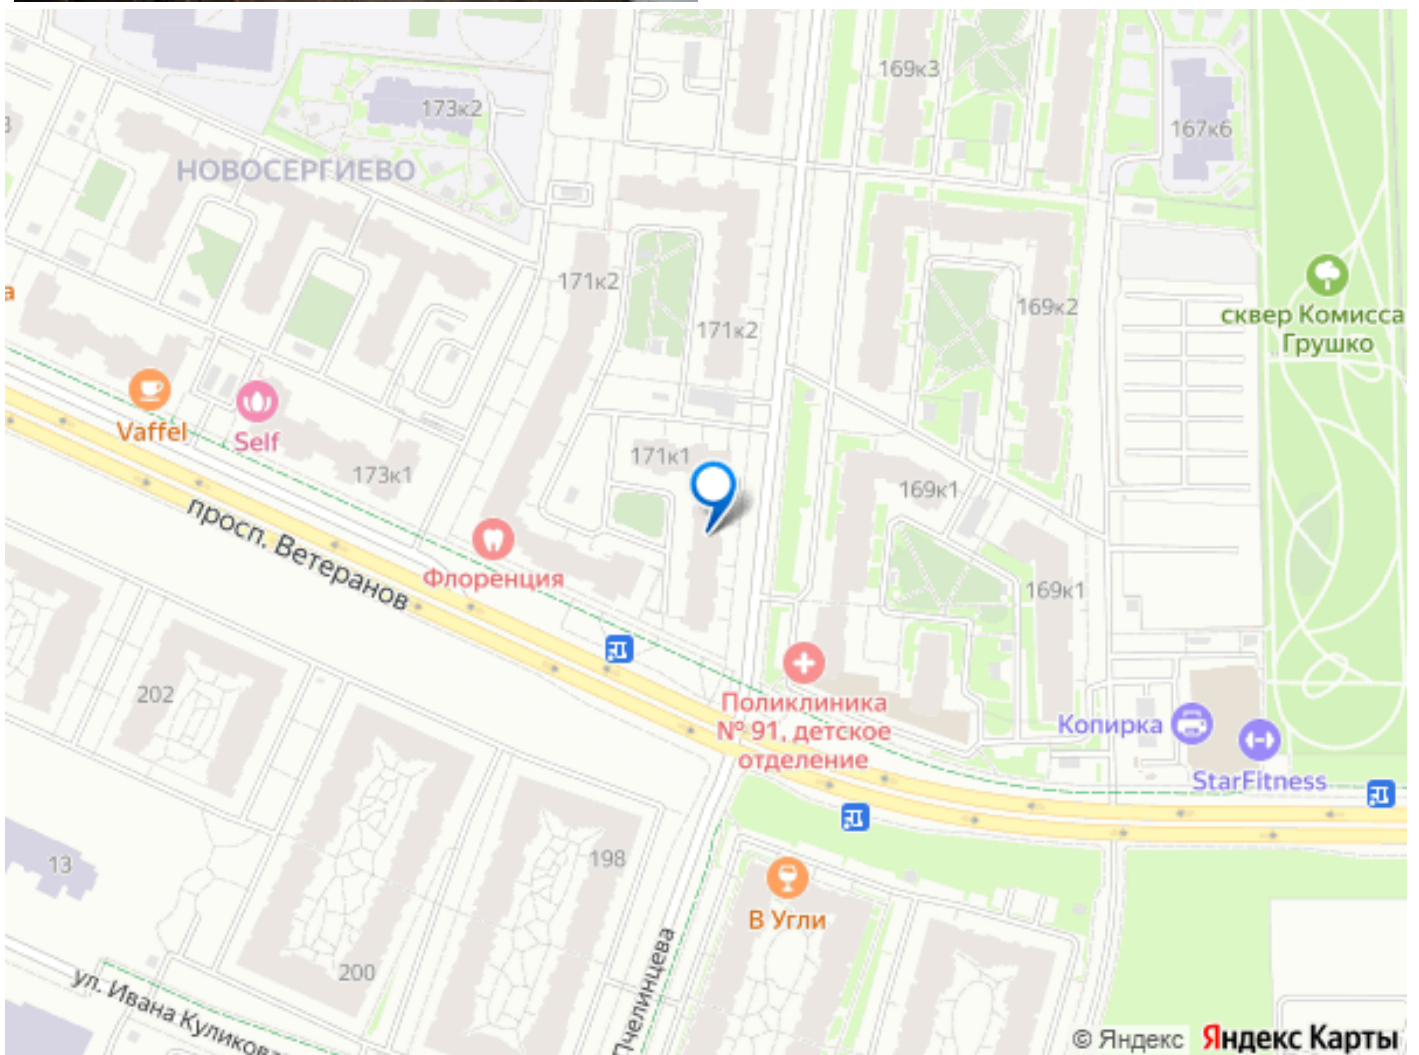 169к3
173к2
167к6
НОВОСЕРГИЕВО
171к2
169к2
171к2
сквер Комисса
Грушко
а
Vaffel
Self
173к1
171к1
169к1
просп. Ветеранов
Флоренция
169к1
202
Поликлиника
№ 91, детское
отделение
Копирка
StarFitness
13
198
В Угли
200
ул. Ивана Куликова
Пчелинцева
© Яндекс Яндекс Карты